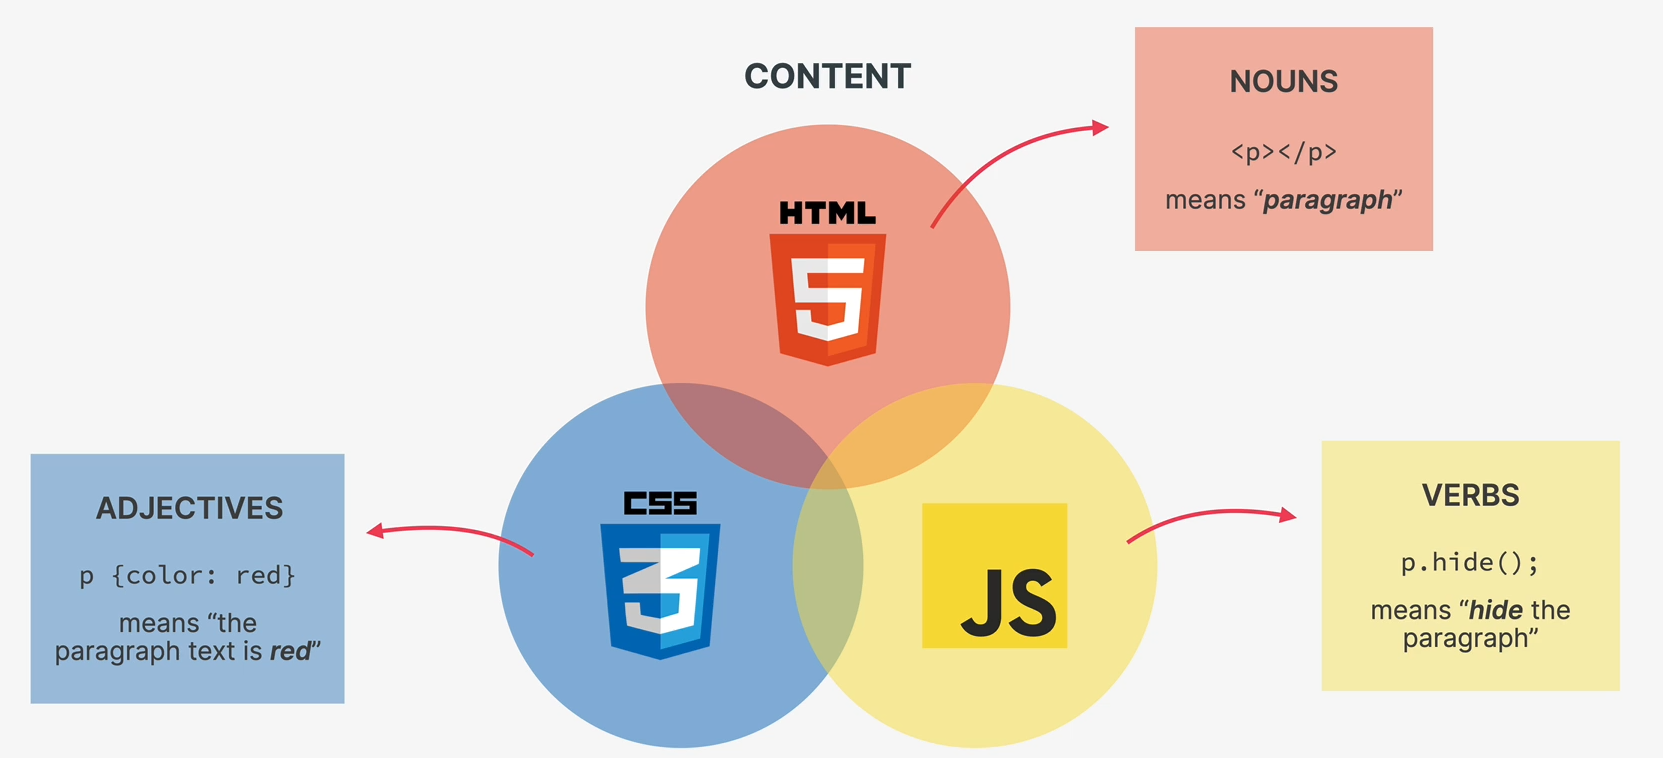 CONTENT
HTML
5
NOUNS
<p></p>
means “paragraph”
CSS
3
ADJECTIVES
p {color: red}
means “the
paragraph text is red”
JS
VERBS
p.hide();
means “hide the
paragraph”